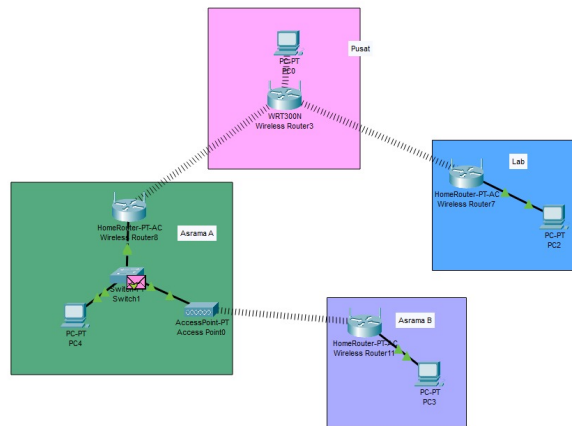 Pusat
PC-PT
PC0
WRT300N
Wireless Router3
Lab
HomeRouter-PT-AC
Wireless Router7
PC-PT
PC2
HomeRouter-PT-AC
Wireless Router8
Asrama A
Switch1
PC-PT
PC4
AccessPoint-PT
Access Point0
Asrama B
HomeRouter-PT-AC
Wireless Router11
PC-PT
PC3